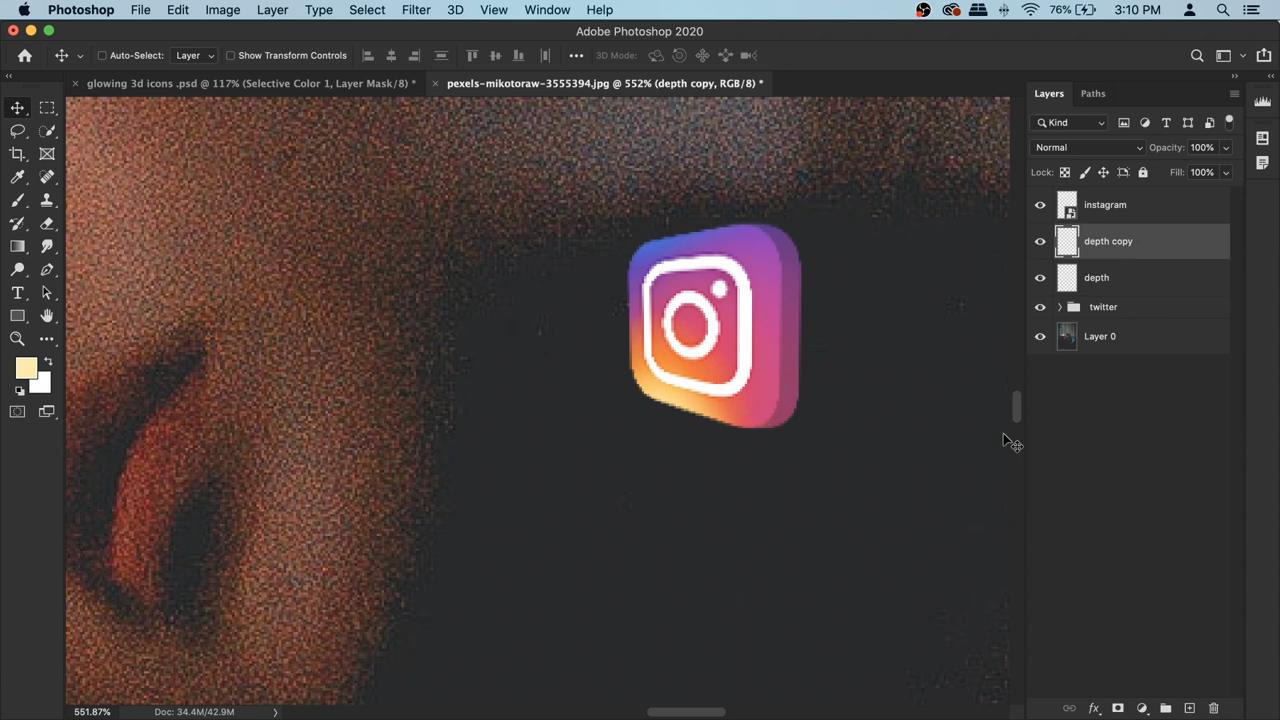 Photoshop File Edit Image Layer Type Select Filter 3D View Window Help 76% 3:10 PM
Adobe Photoshop 2020
Auto-Select: Layer Show Transform Controls 3D Mode:
glowing 3d icons .psd @ 117% (Selective Color 1, Layer Mask/8) * pexels-mikotoraw-3555394.jpg @ 552% (depth copy, RGB/8) *
Layers Paths
Kind
Normal Opacity: 100%
Lock: Fill: 100%
instagram
depth copy
depth
twitter
Layer 0
551.87% Doc: 34.4M/42.9M